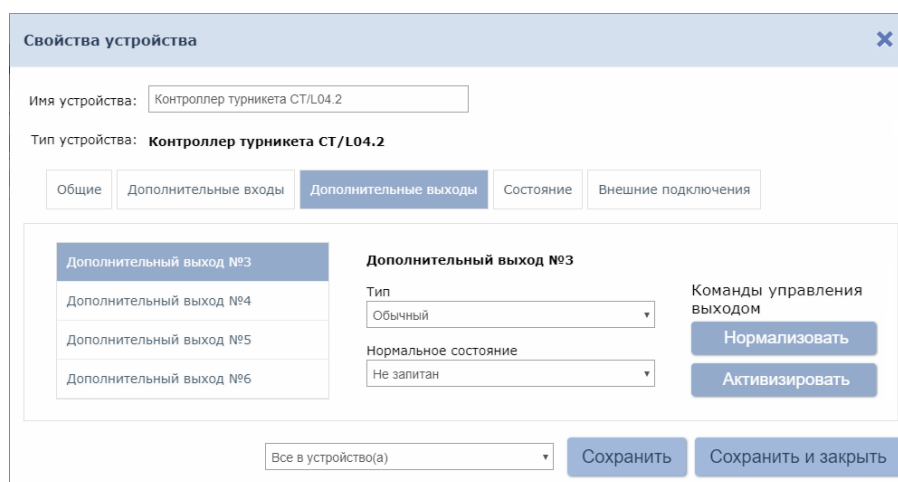 Свойства устройства
Имя устройства: Контроллер турникета CT/L04.2
Тип устройства: Контроллер турникета CT/L04.2
Общие Дополнительные входы Дополнительные выходы Состояние Внешние подключения
Дополнительный выход №3
Дополнительный выход №4
Дополнительный выход №5
Дополнительный выход №6
Дополнительный выход №3
Тип
Обычный
Нормальное состояние
Не запитан
Команды управления
выходом
Нормализовать
Активизировать
Все в устройство(а)
Сохранить
Сохранить и закрыть